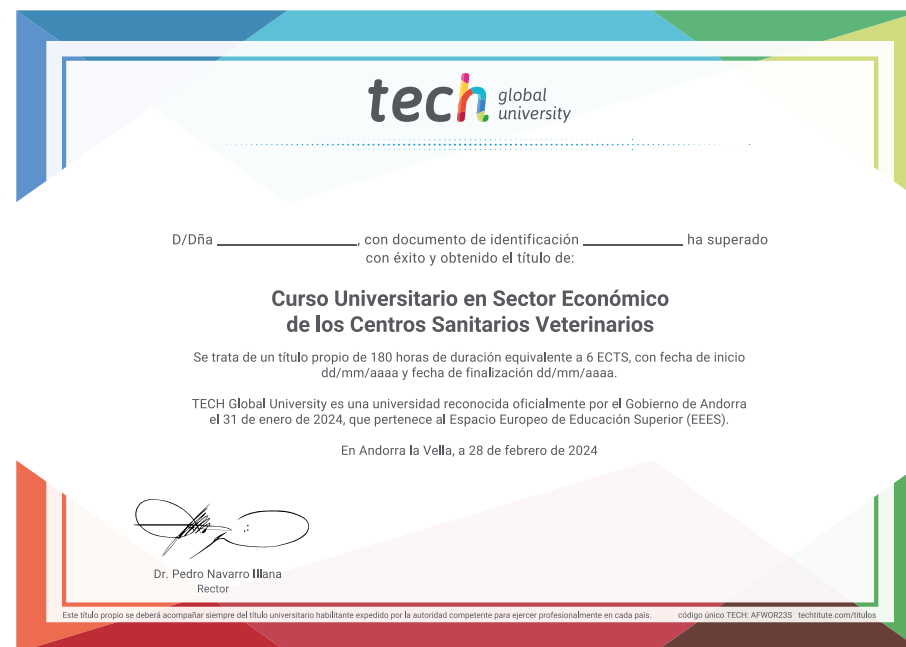 tech global
university
D/Dña ____________________, con documento de identificación ______________ ha superado
con éxito y obtenido el título de:
Curso Universitario en Sector Económico
de los Centros Sanitarios Veterinarios
Se trata de un título propio de 180 horas de duración equivalente a 6 ECTS, con fecha de inicio
dd/mm/aaaa y fecha de finalización dd/mm/aaaa.
TECH Global University es una universidad reconocida oficialmente por el Gobierno de Andorra
el 31 de enero de 2024, que pertenece al Espacio Europeo de Educación Superior (EEES).
En Andorra la Vella, a 28 de febrero de 2024
Dr. Pedro Navarro Illana
Rector
Este título propio se deberá acompañar siempre del título universitario habilitante expedido por la autoridad competente para ejercer profesionalmente en cada país. código único TECH: AFWOR23S techtitute.com/titulos